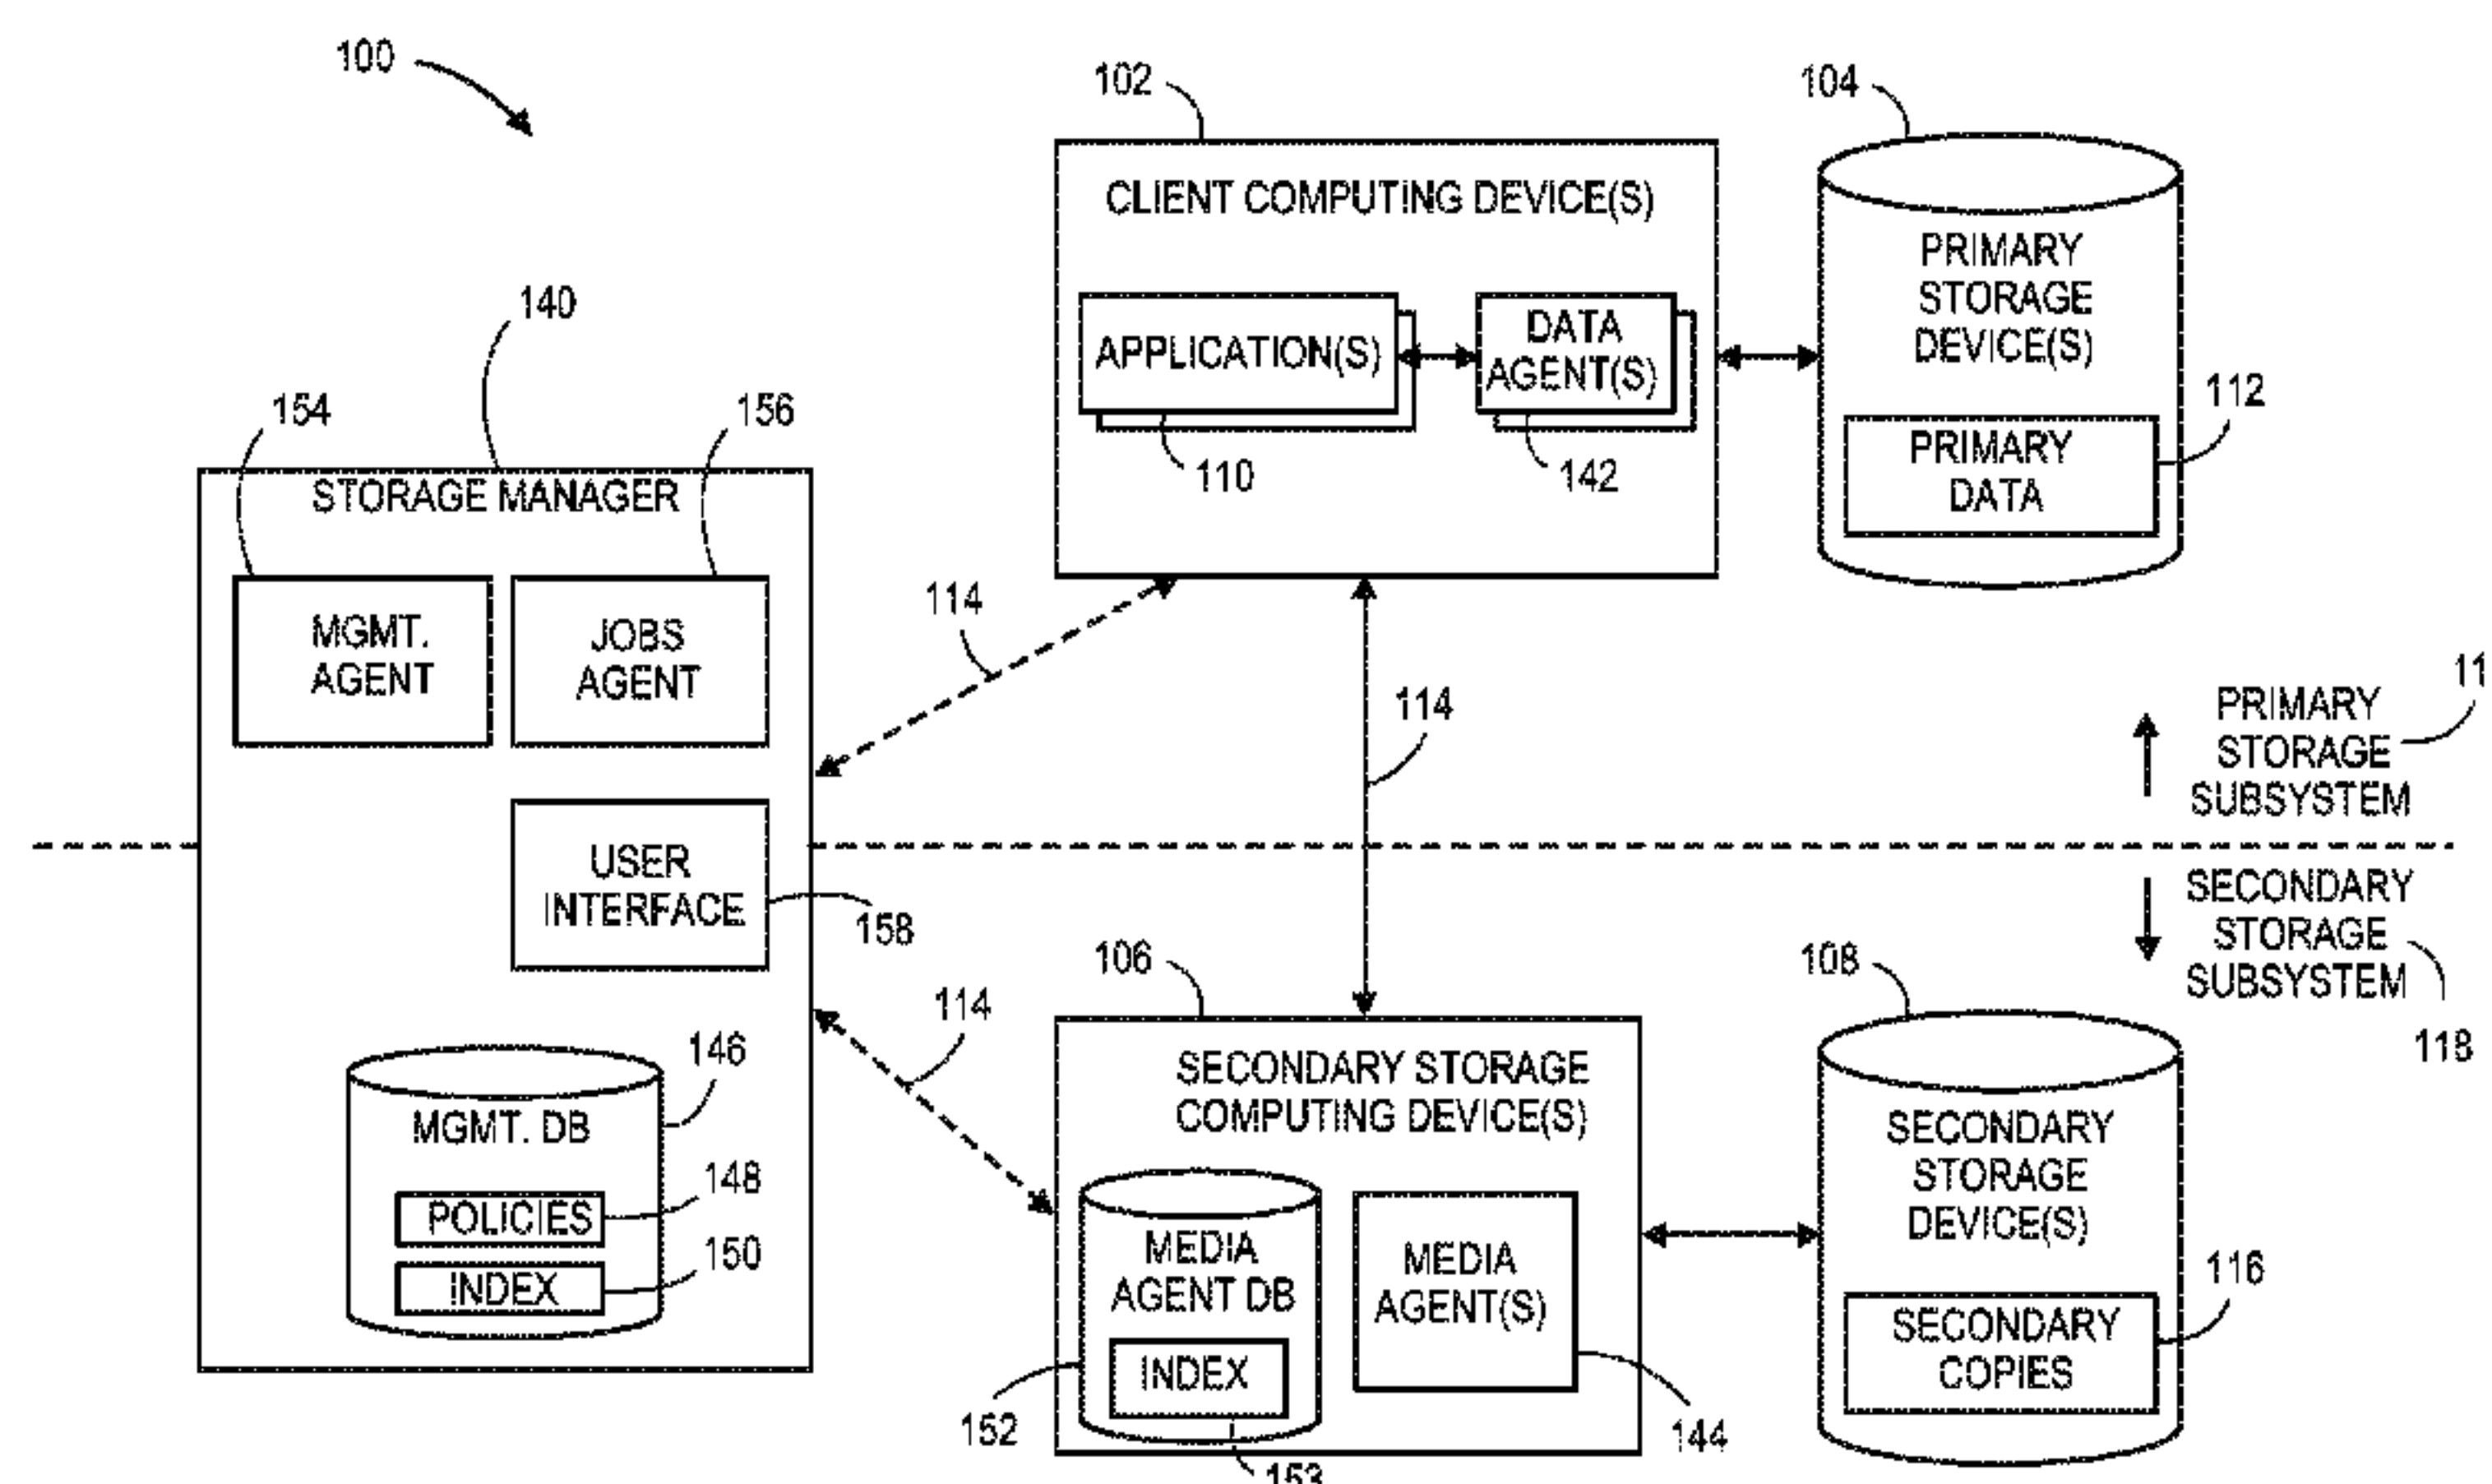 100
102
104
CLIENT COMPUTING DEVICE(S)
APPLICATION(S)
DATA
AGENT(S)
110
142
PRIMARY
STORAGE
DEVICE(S)
112
PRIMARY
DATA
140
154
156
STORAGE MANAGER
MGMT.
AGENT
JOBS
AGENT
114
114
PRIMARY
STORAGE
SUBSYSTEM
11
USER
INTERFACE
158
SECONDARY
STORAGE
SUBSYSTEM
118
114
106
108
146
MGMT. DB
148
POLICIES
150
INDEX
SECONDARY STORAGE
COMPUTING DEVICE(S)
MEDIA
AGENT DB
INDEX
MEDIA
AGENT(S)
152
153
144
SECONDARY
STORAGE
DEVICE(S)
116
SECONDARY
COPIES